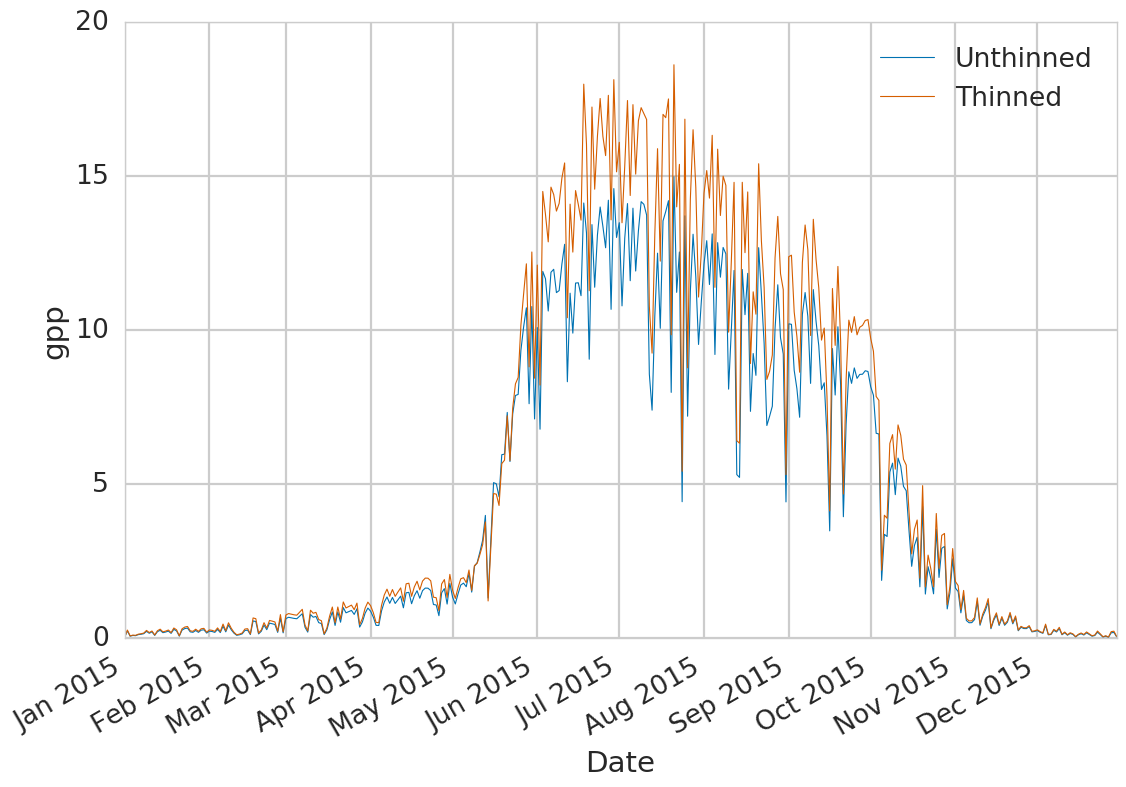 20
15
10
5
0
gpp
Unthinned
Thinned
Jan 2015
Feb 2015
Mar 2015
Apr 2015
May 2015
Jun 2015
Jul 2015
Aug 2015
Sep 2015
Oct 2015
Nov 2015
Dec 2015
Date